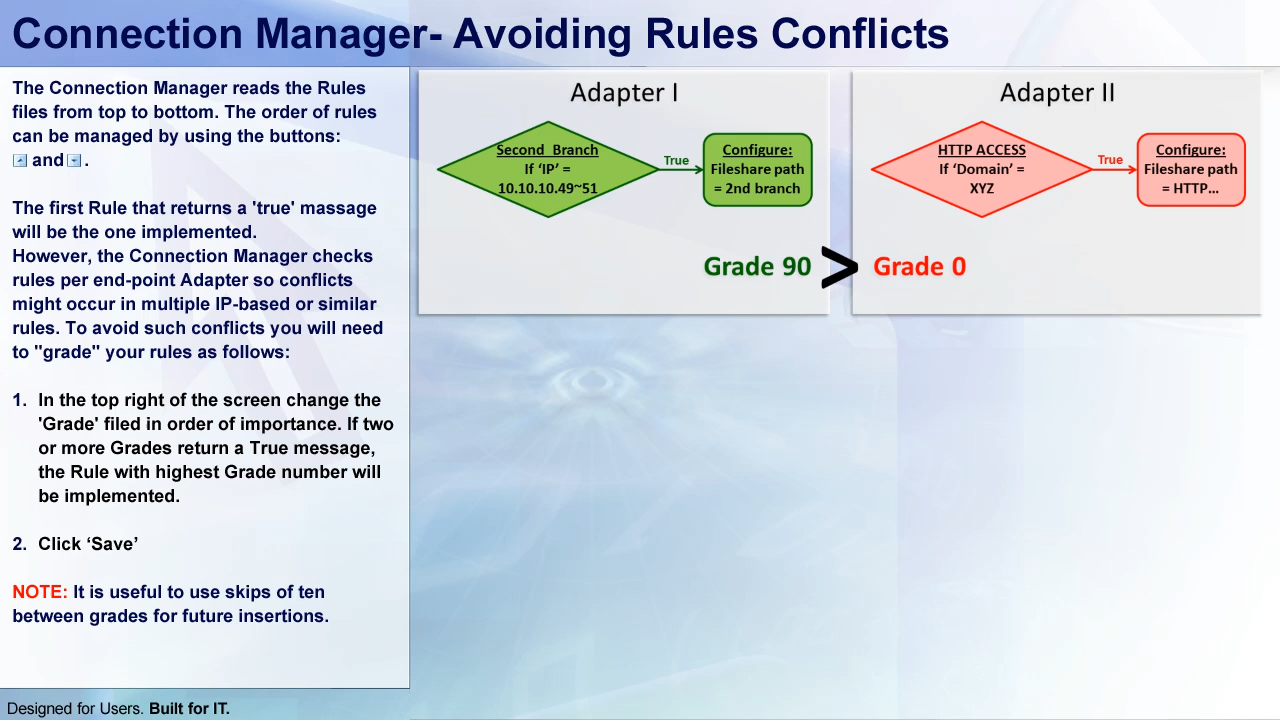 Connection Manager- Avoiding Rules Conflicts
The Connection Manager reads the Rules
files from top to bottom. The order of rules
can be managed by using the buttons:
and .
The first Rule that returns a 'true' massage
will be the one implemented.
However, the Connection Manager checks
rules per end-point Adapter so conflicts
might occur in multiple IP-based or similar
rules. To avoid such conflicts you will need
to "grade" your rules as follows:
1. In the top right of the screen change the
'Grade' filed in order of importance. If two
or more Grades return a True message,
the Rule with highest Grade number will
be implemented.
2. Click ‘Save’
NOTE: It is useful to use skips of ten
between grades for future insertions.
Adapter I
Second Branch
If ‘IP’ =
10.10.10.49~51
True
Configure:
Fileshare path
= 2nd branch
Grade 90
>
Adapter II
HTTP ACCESS
If ‘Domain’ =
XYZ
True
Configure:
Fileshare path
= HTTP...
Grade 0
Designed for Users. Built for IT.